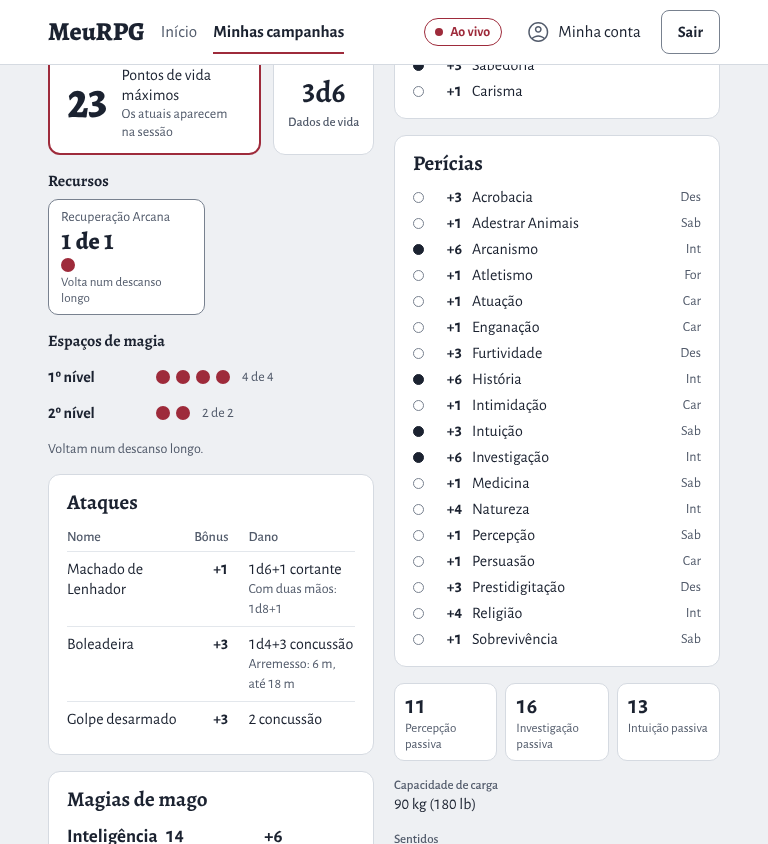 MeuRPG Início Minhas campanhas Ao vivo Minha conta Sair
23
Pontos de vida
máximos
Os atuais aparecem
na sessão
3d6
Dados de vida
Recursos
Recuperação Arcana
1 de 1
Volta num descanso
longo
Espaços de magia
1º nível 4 de 4
2º nível 2 de 2
Voltam num descanso longo.
Ataques
Nome Bônus Dano
Machado de
Lenhador
+1
1d6+1 cortante
Com duas mãos:
1d8+1
Boleadeira +3 1d4+3 concussão
Arremesso: 6 m,
até 18 m
Golpe desarmado +3 2 concussão
Magias de mago
Inteligência 14 +6
+3 Sabedoria
+1 Carisma
Perícias
+3 Acrobacia Des
+1 Adestrar Animais Sab
+6 Arcanismo Int
+1 Atletismo For
+1 Atuação Car
+1 Enganação Car
+3 Furtividade Des
+6 História Int
+1 Intimidação Car
+3 Intuição Sab
+6 Investigação Int
+1 Medicina Sab
+4 Natureza Int
+1 Percepção Sab
+1 Persuasão Car
+3 Prestidigitação Des
+4 Religião Int
+1 Sobrevivência Sab
11
Percepção
passiva
16
Investigação
passiva
13
Intuição passiva
Capacidade de carga
90 kg (180 lb)
Sentidos